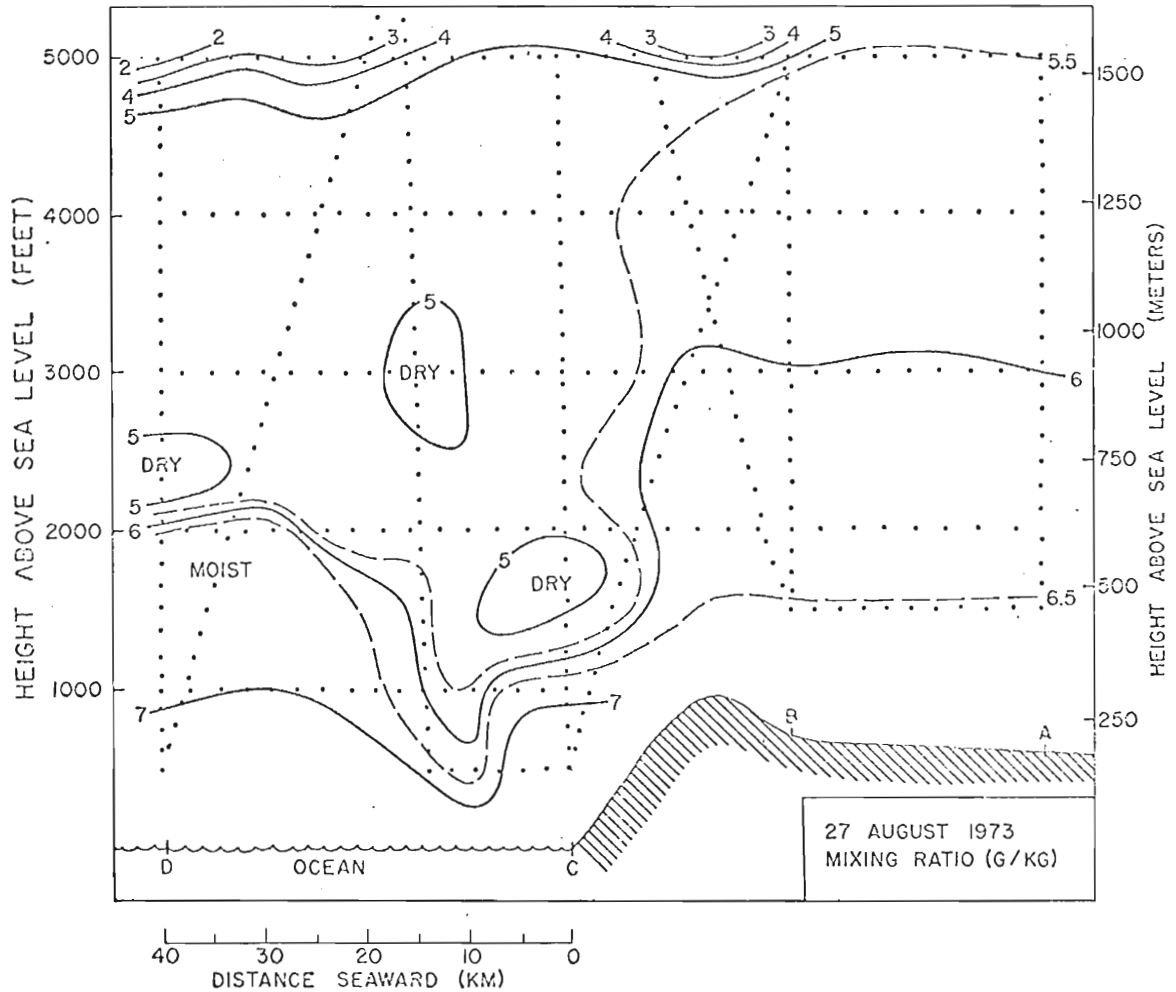 2
3
4
4
3
3
4
5
5000
2
4
5
5.5
1500
HEIGHT ABOVE SEA LEVEL (FEET)
4000
1250
HEIGHT ABOVE SEA LEVEL (METERS)
5
1000
DRY
3000
6
5
DRY
750
5
6
2000
MOIST
5
DRY
500
6.5
1000
7
7
250
B
A
27 AUGUST 1973
MIXING RATIO (G/KG)
D
OCEAN
C
40
30
20
10
0
DISTANCE SEAWARD (KM)